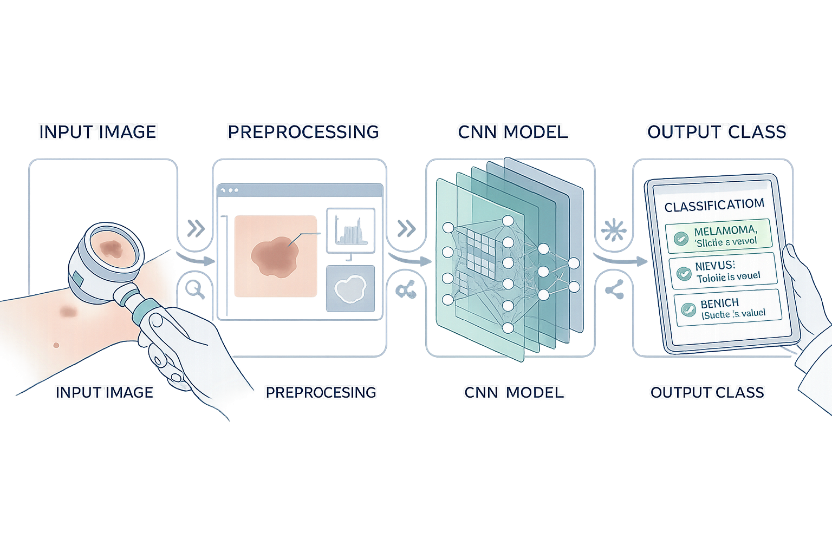 INPUT IMAGE
PREPROCESSING
CNN MODEL
OUTPUT CLASS
CLASSIFICATIOM
MELAMOMA,
NIEVUS:
BENICH
INPUT IMAGE
PREPROCESING
CNN MODEL
OUTPUT CLASS